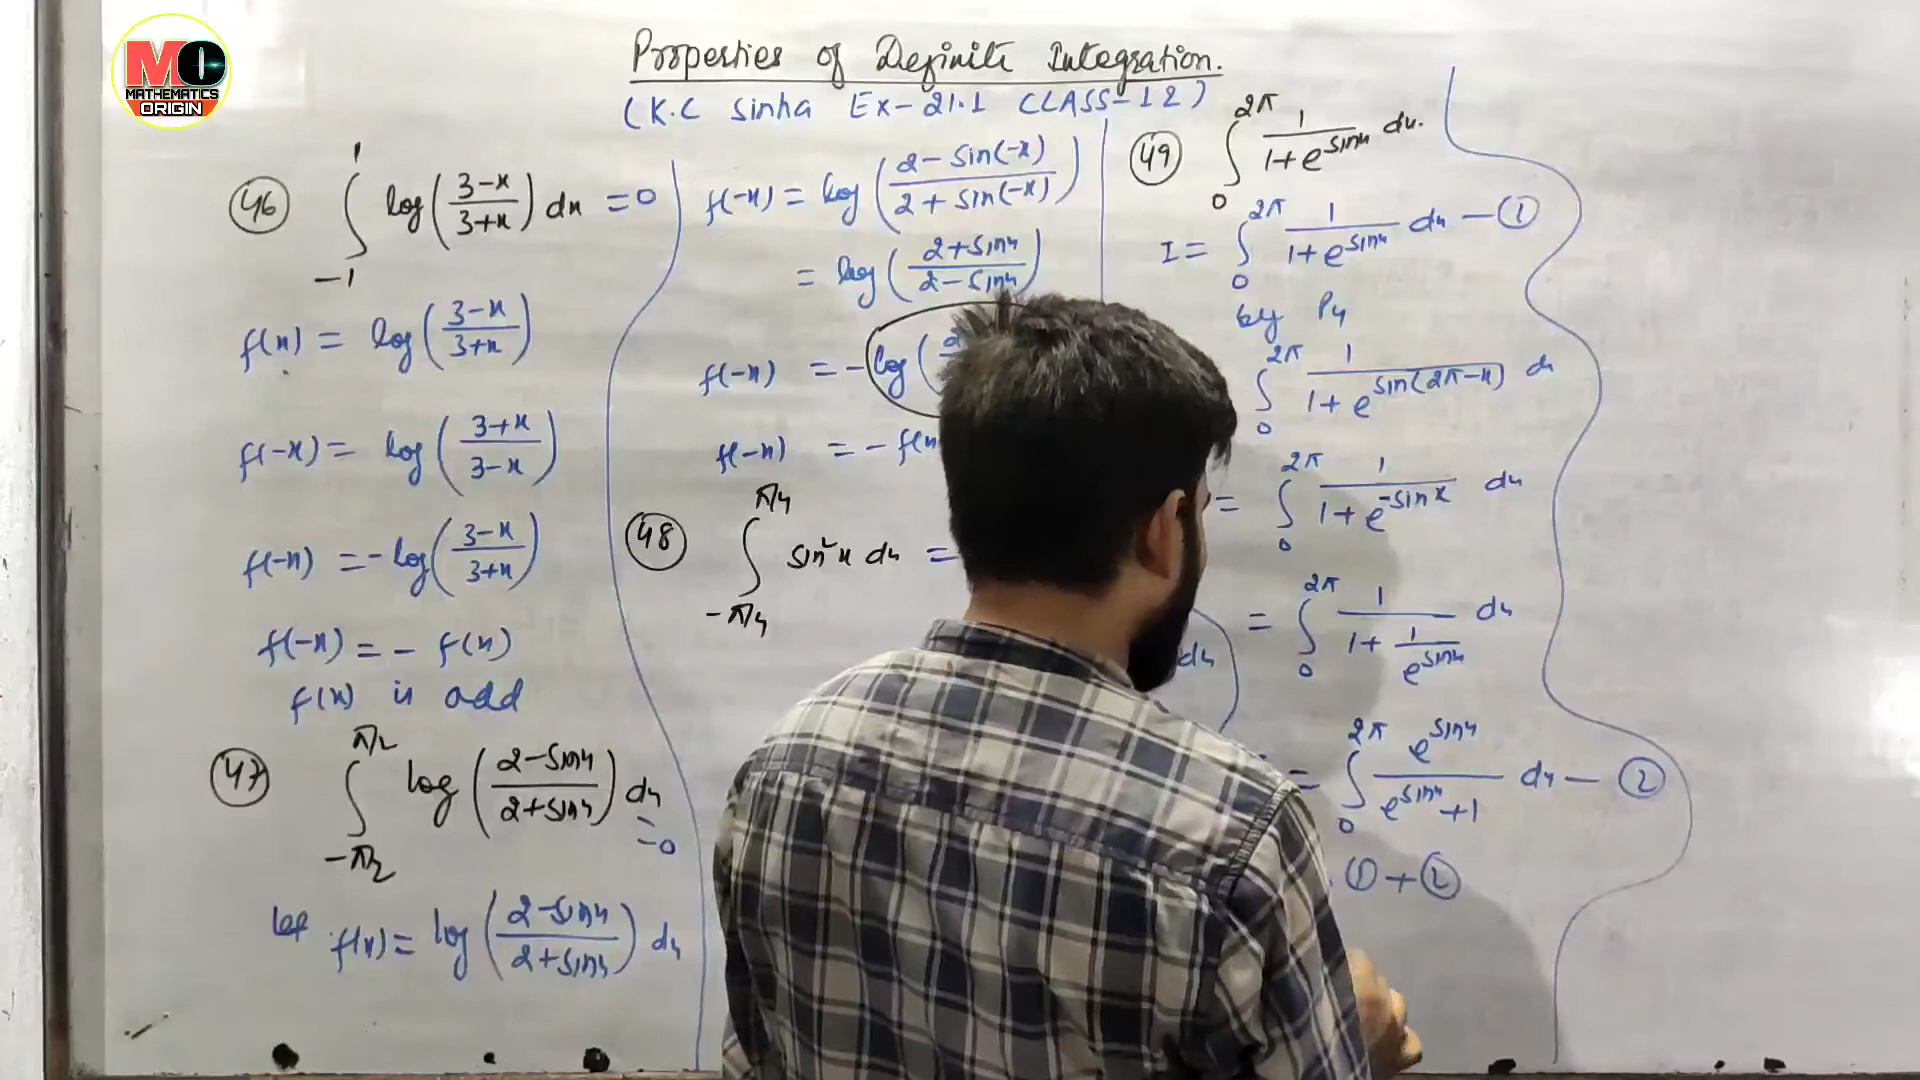 MO
MATHEMATICS
ORIGIN
Properties of Definite Integration.
(K.C Sinha Ex-21.1 CLASS-12)
(46) ∫_{-1}^{1} log((3-x)/(3+x)) dx = 0
f(x) = log((3-x)/(3+x))
f(-x) = log((3+x)/(3-x))
f(-x) = -log((3-x)/(3+x))
f(-x) = - f(x)
f(x) is odd
(47) ∫_{-π/2}^{π/2} log((2-sinx)/(2+sinx)) dx = 0
let f(x) = log((2-sinx)/(2+sinx)) dx
f(-x) = log((2-sin(-x))/(2+sin(-x)))
= log((2+sinx)/(2-sinx))
f(-x) = -log(
f(-x) = - f(x
(48) ∫_{-π/4}^{π/4} sin²x dx =
dx
(49) ∫_{0}^{2π} 1/(1+e^{sinx}) dx.
I = ∫_{0}^{2π} 1/(1+e^{sinx}) dx — (1)
by P4
∫_{0}^{2π} 1/(1+e^{sin(2π-x)}) dx
= ∫_{0}^{2π} 1/(1+e^{-sinx}) dx
= ∫_{0}^{2π} 1/(1+1/e^{sinx}) dx
= ∫_{0}^{2π} e^{sinx}/(e^{sinx}+1) dx — (2)
(1) + (2)